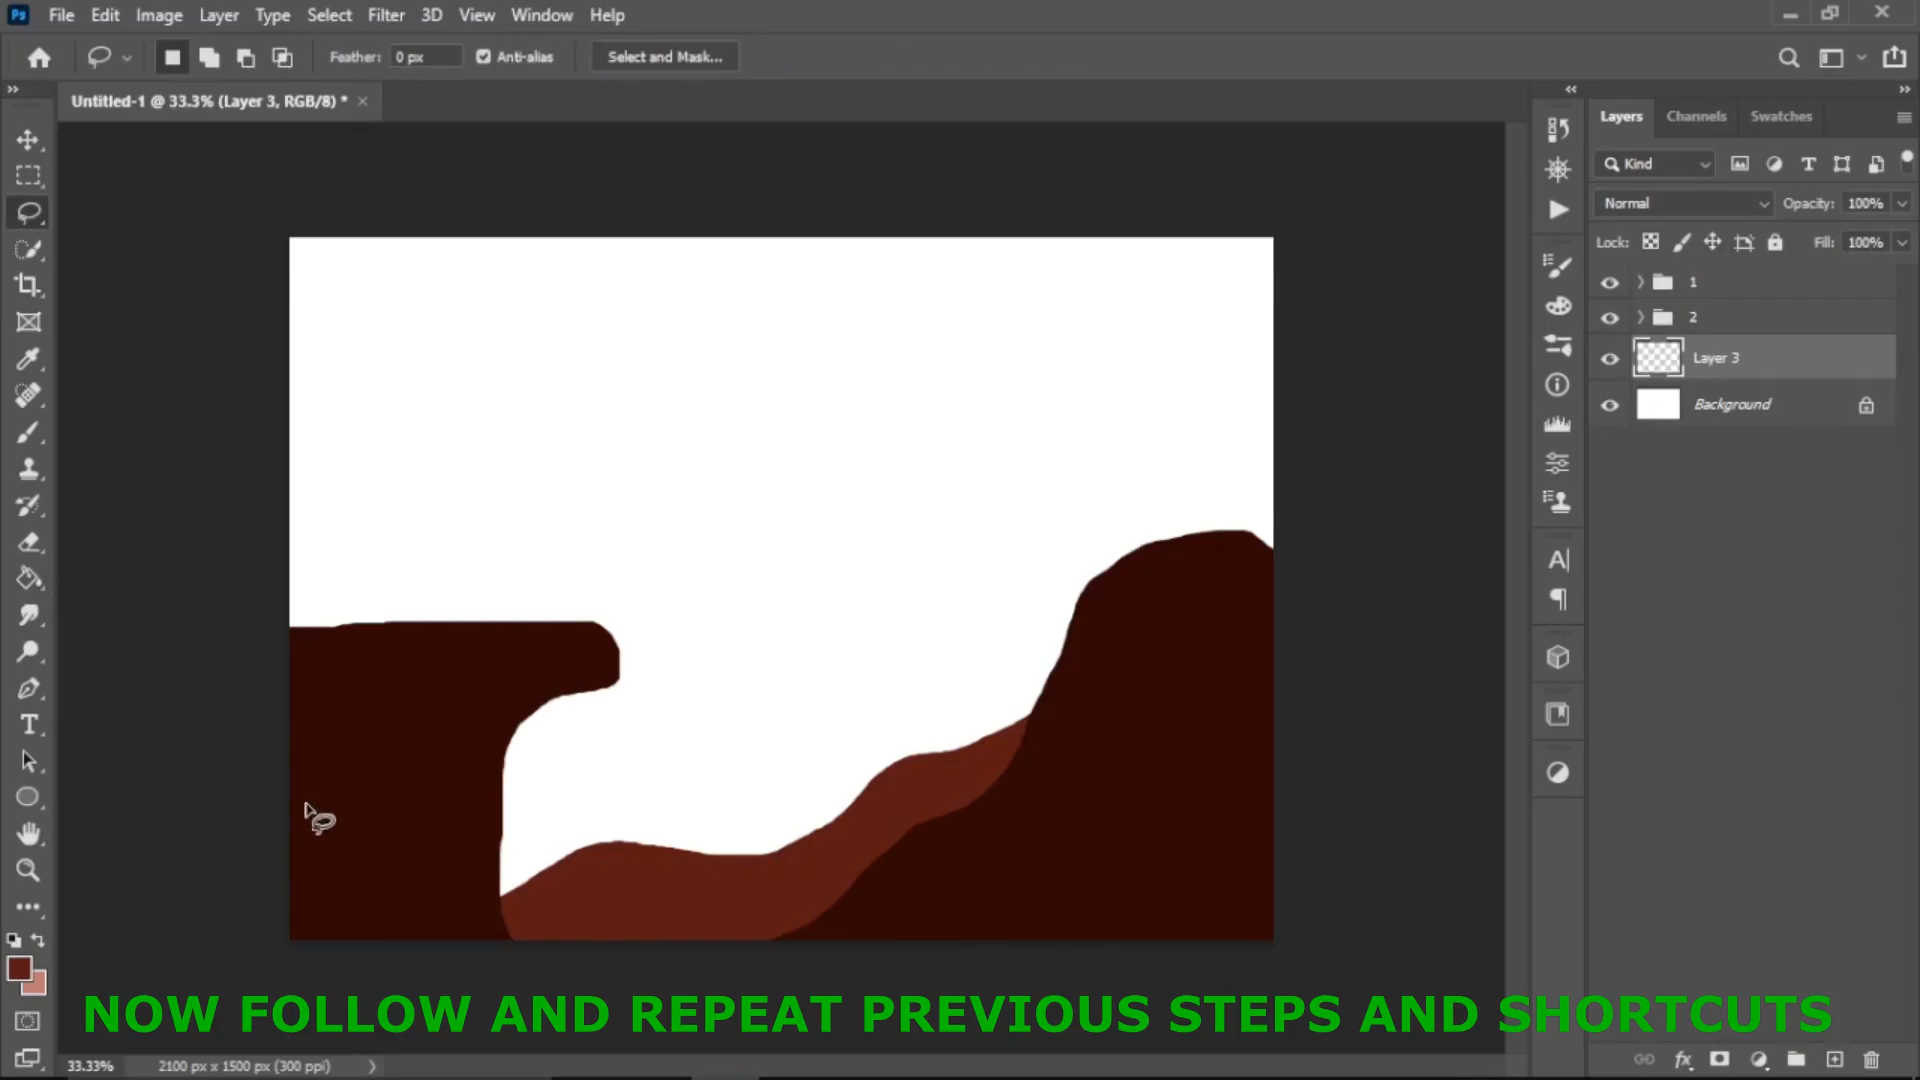 Ps File Edit Image Layer Type Select Filter 3D View Window Help
Feather: 0 px Anti-alias Select and Mask...
Untitled-1 @ 33.3% (Layer 3, RGB/8) * ×
Layers Channels Swatches
Kind
Normal Opacity: 100%
Lock: Fill: 100%
1
2
Layer 3
Background
NOW FOLLOW AND REPEAT PREVIOUS STEPS AND SHORTCUTS
33.33% 2100 px x 1500 px (300 ppi)